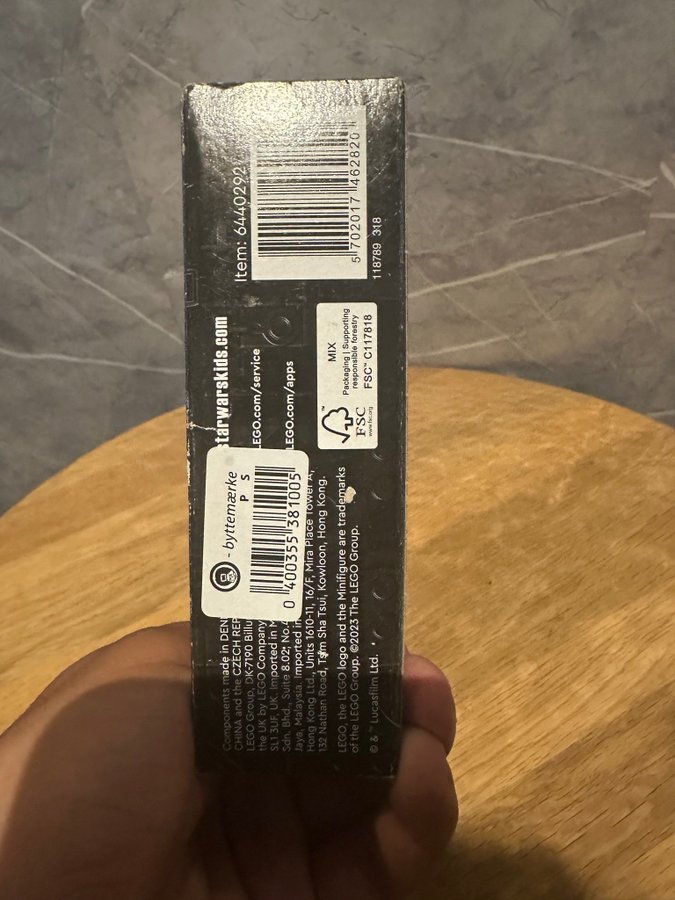 Item: 6440292
5 702017 462820
118789 318
starwarskids.com
LEGO.com/service
LEGO.com/apps
MIX
Packaging | Supporting
responsible forestry
FSC™ C117818
FSC
www.fsc.org
- byttemærke
P S
0 400355 381005
Components made in DEN
CHINA and the CZECH REP
LEGO Group, DK-7190 Billu
the UK by LEGO Company
SL1 3UF, UK. Imported in M
Sdn. Bhd., Suite 8.02; No.
Jaya, Malaysia. Imported in
Hong Kong Ltd., Units 1610-11, 16/F, Mira Place Tower A,
132 Nathan Road, Tsim Sha Tsui, Kowloon, Hong Kong.
LEGO, the LEGO logo and the Minifigure are trademarks
of the LEGO Group. ©2023 The LEGO Group.
© & ™ Lucasfilm Ltd.